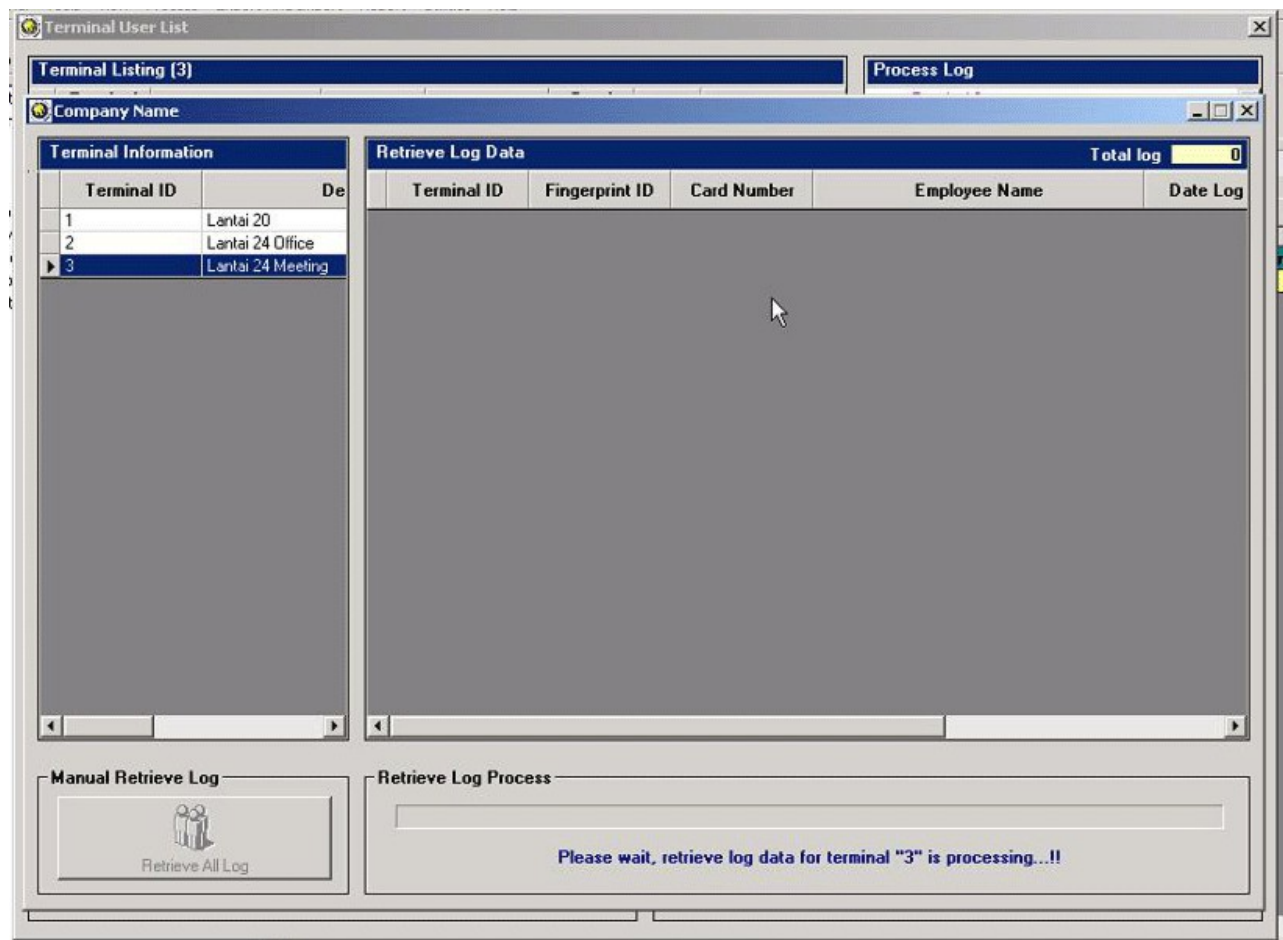 Terminal User List
Terminal Listing (3)
Process Log
Company Name
Terminal Information
Retrieve Log Data
Total log 0
Terminal ID De
Terminal ID Fingerprint ID Card Number Employee Name Date Log
1 Lantai 20
2 Lantai 24 Office
3 Lantai 24 Meeting
Manual Retrieve Log
Retrieve Log Process
Retrieve All Log
Please wait, retrieve log data for terminal "3" is processing...!!